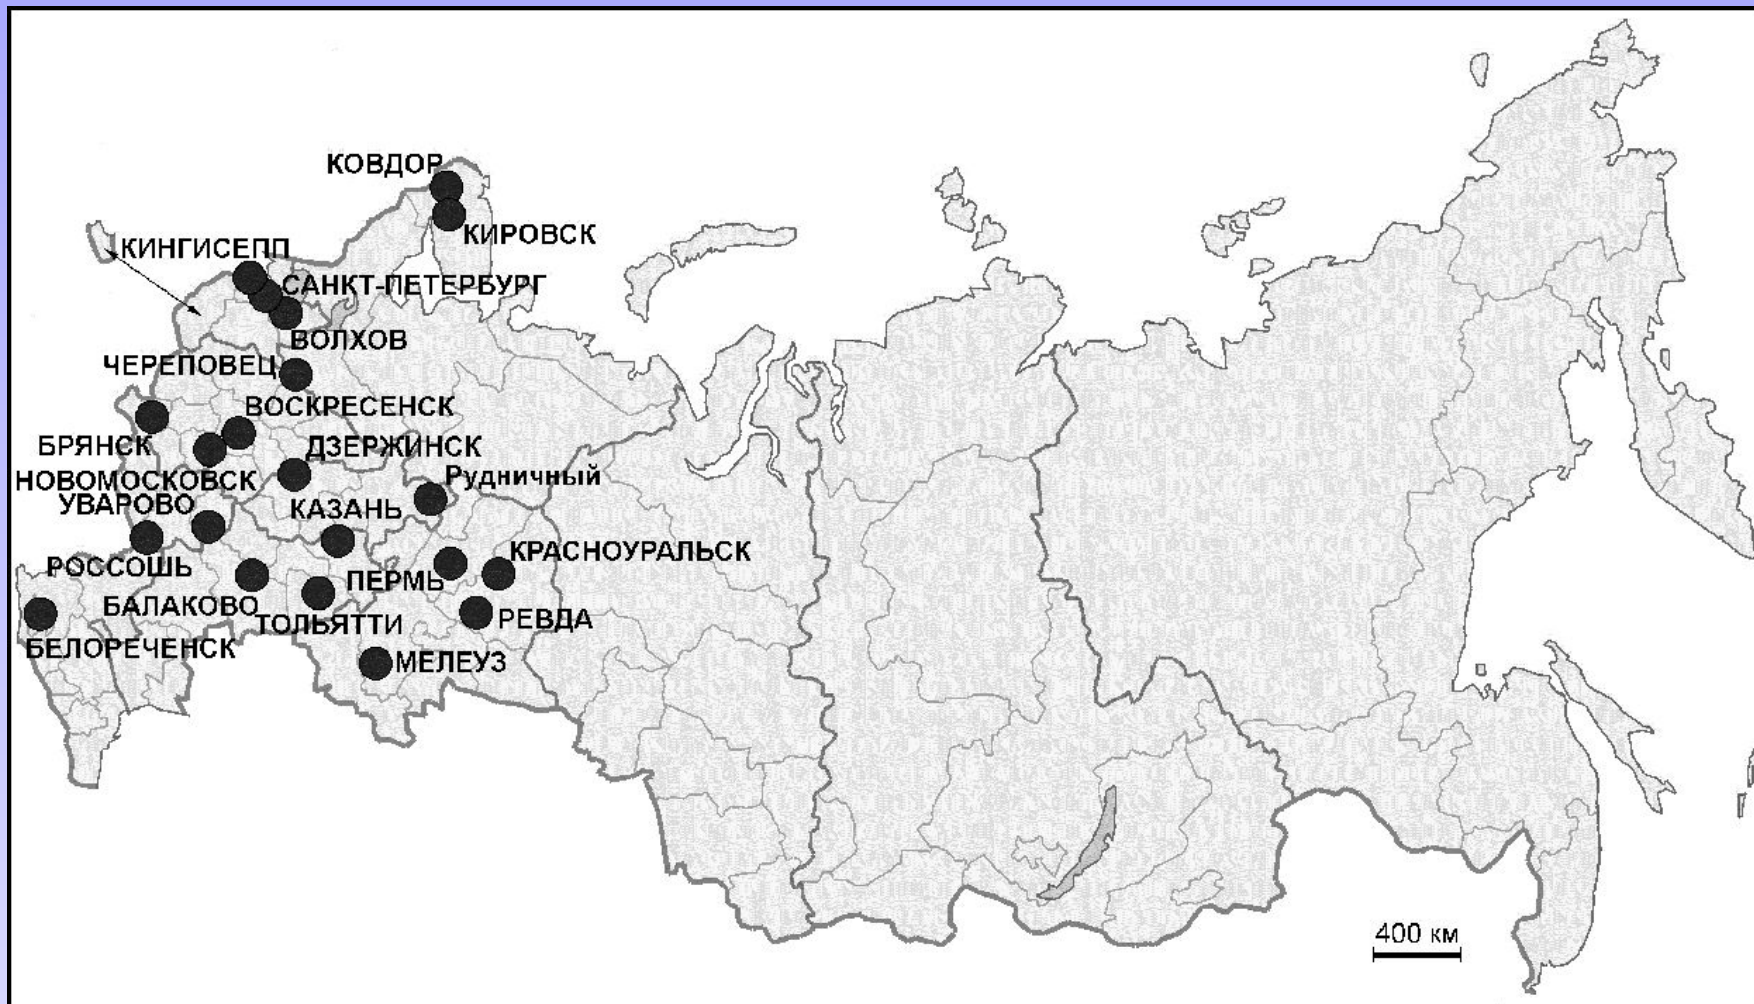 КОВДОР
КИРОВСК
КИНГИСЕПП
САНКТ-ПЕТЕРБУРГ
ВОЛХОВ
ЧЕРЕПОВЕЦ
ВОСКРЕСЕНСК
БРЯНСК
ДЗЕРЖИНСК
НОВОМОСКОВСК
Рудничный
УВАРОВО
КАЗАНЬ
КРАСНОУРАЛЬСК
РОССОШЬ
ПЕРМЬ
БАЛАКОВО
ТОЛЬЯТТИ
РЕВДА
БЕЛОРЕЧЕНСК
МЕЛЕУЗ
400 км